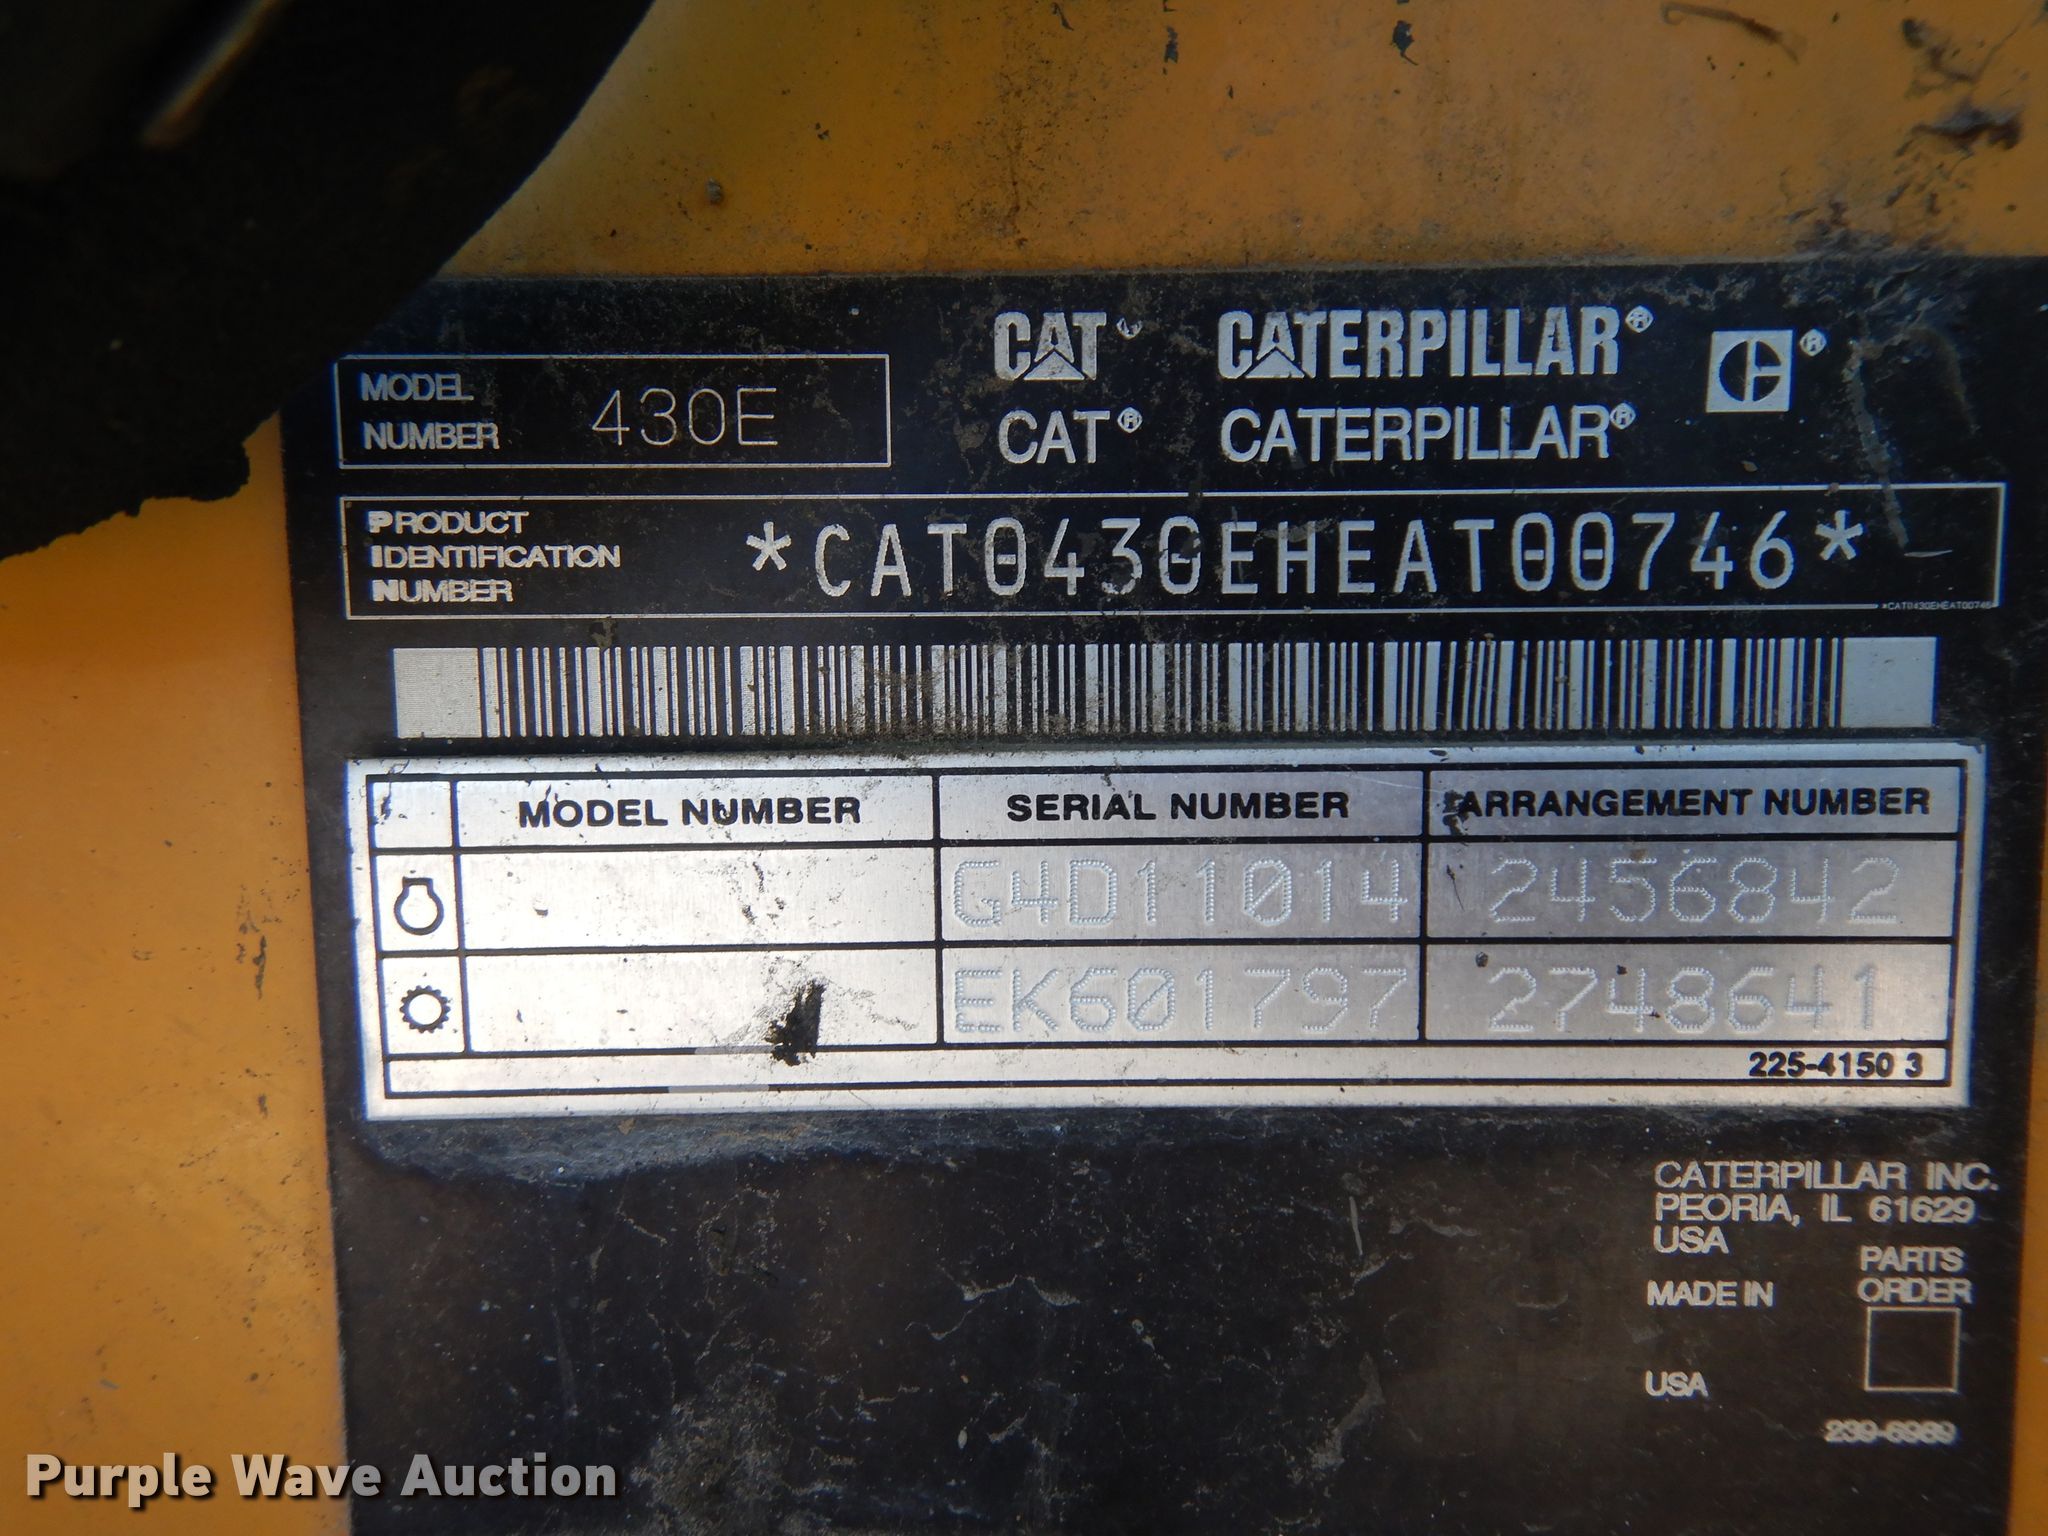 CAT CATERPILLAR®
CAT® CATERPILLAR® ®
MODEL NUMBER 430E
PRODUCT IDENTIFICATION NUMBER *CAT0430EHEAT00746*
*CAT0430EHEAT00746
MODEL NUMBER SERIAL NUMBER ARRANGEMENT NUMBER
G4D11014 2456842
EK601797 2748641
225-4150 3
CATERPILLAR INC.
PEORIA, IL 61629
USA
PARTS ORDER
MADE IN
USA
239-6969
Purple Wave Auction